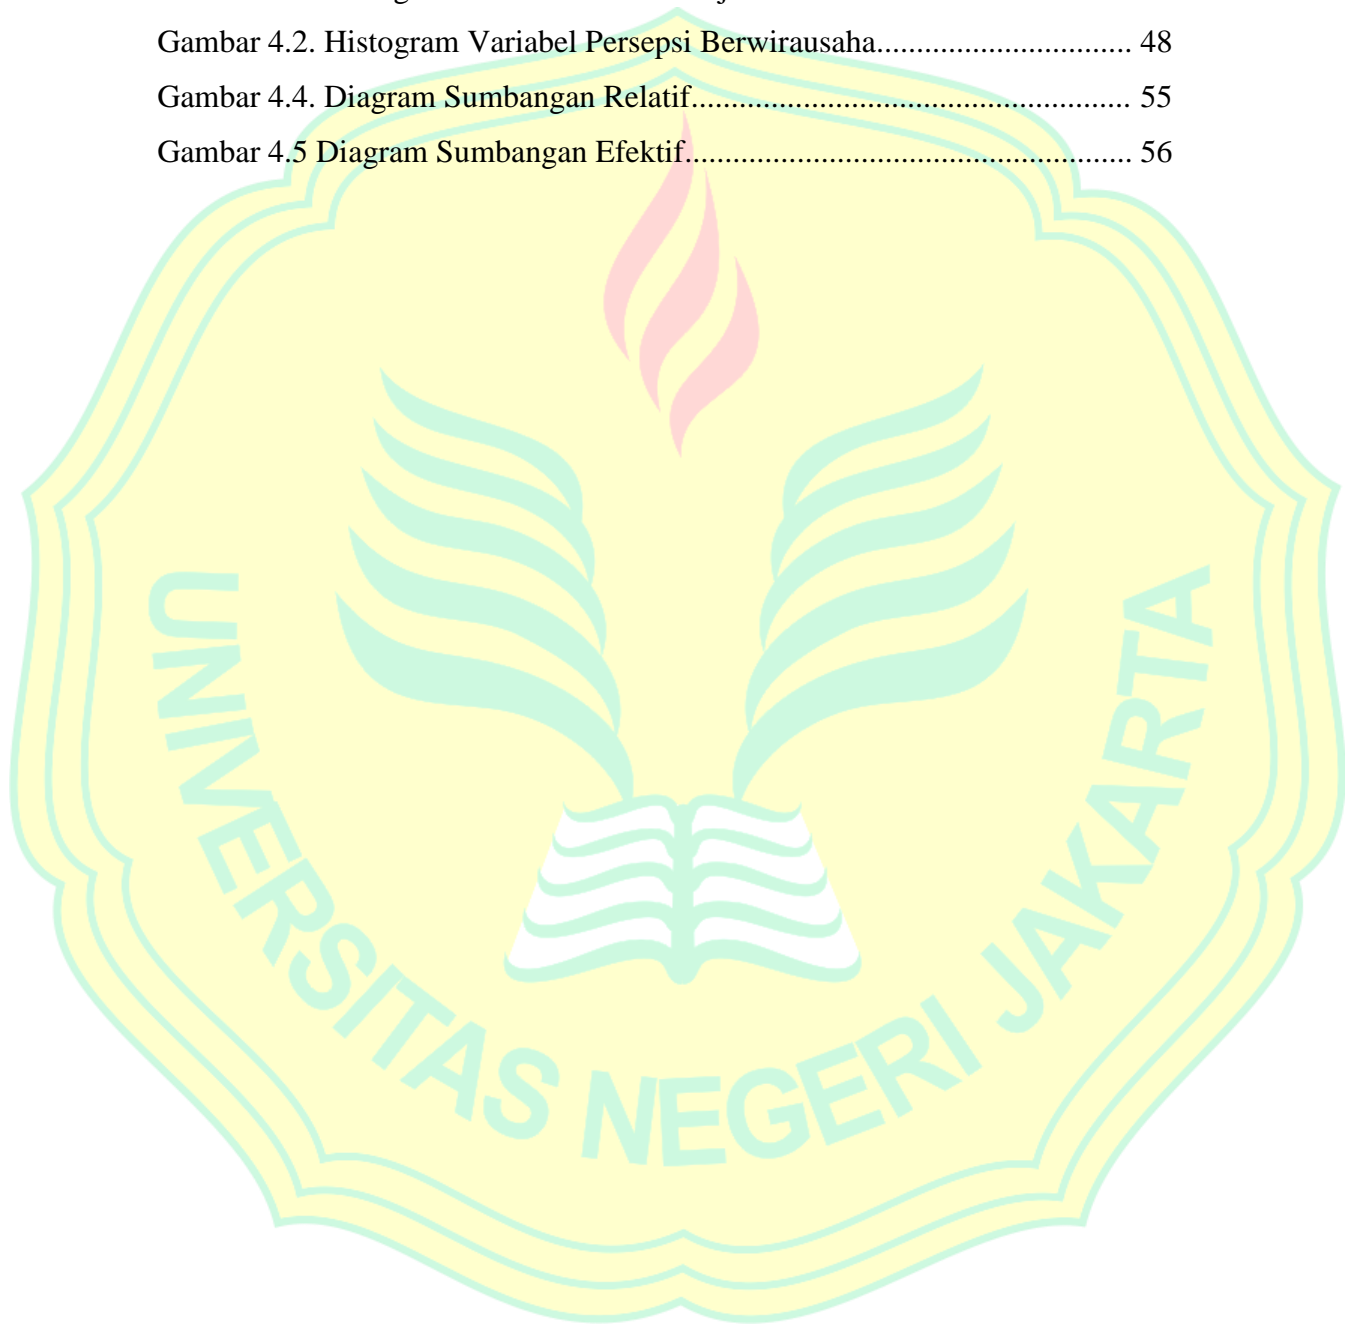 Gambar 4.2. Histogram Variabel Persepsi Berwirausaha................................ 48
Gambar 4.4. Diagram Sumbangan Relatif....................................................... 55
Gambar 4.5 Diagram Sumbangan Efektif........................................................ 56
UNIVERSITAS NEGERI JAKARTA